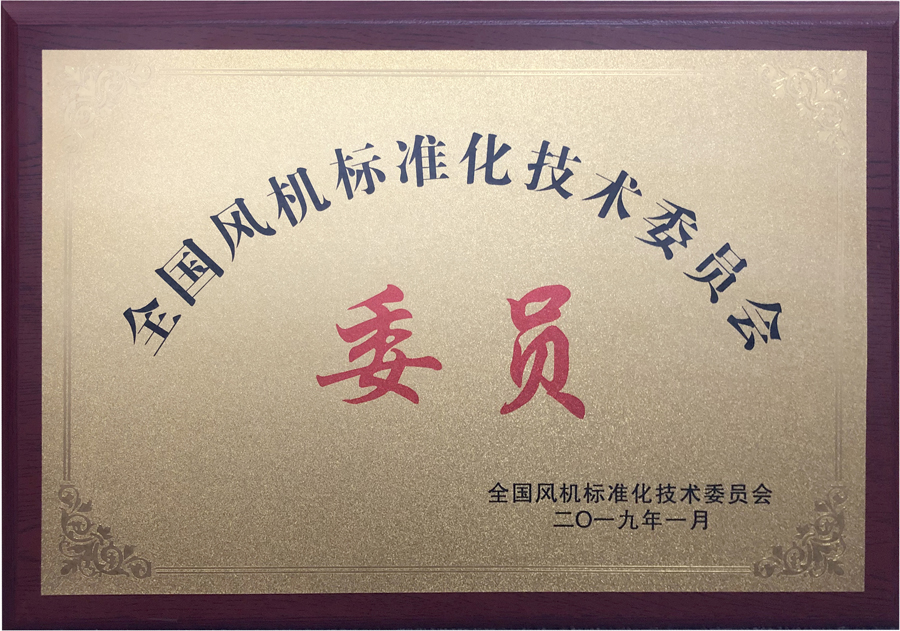 全国风机标准化技术委员会
委员
全国风机标准化技术委员会
二〇一九年一月